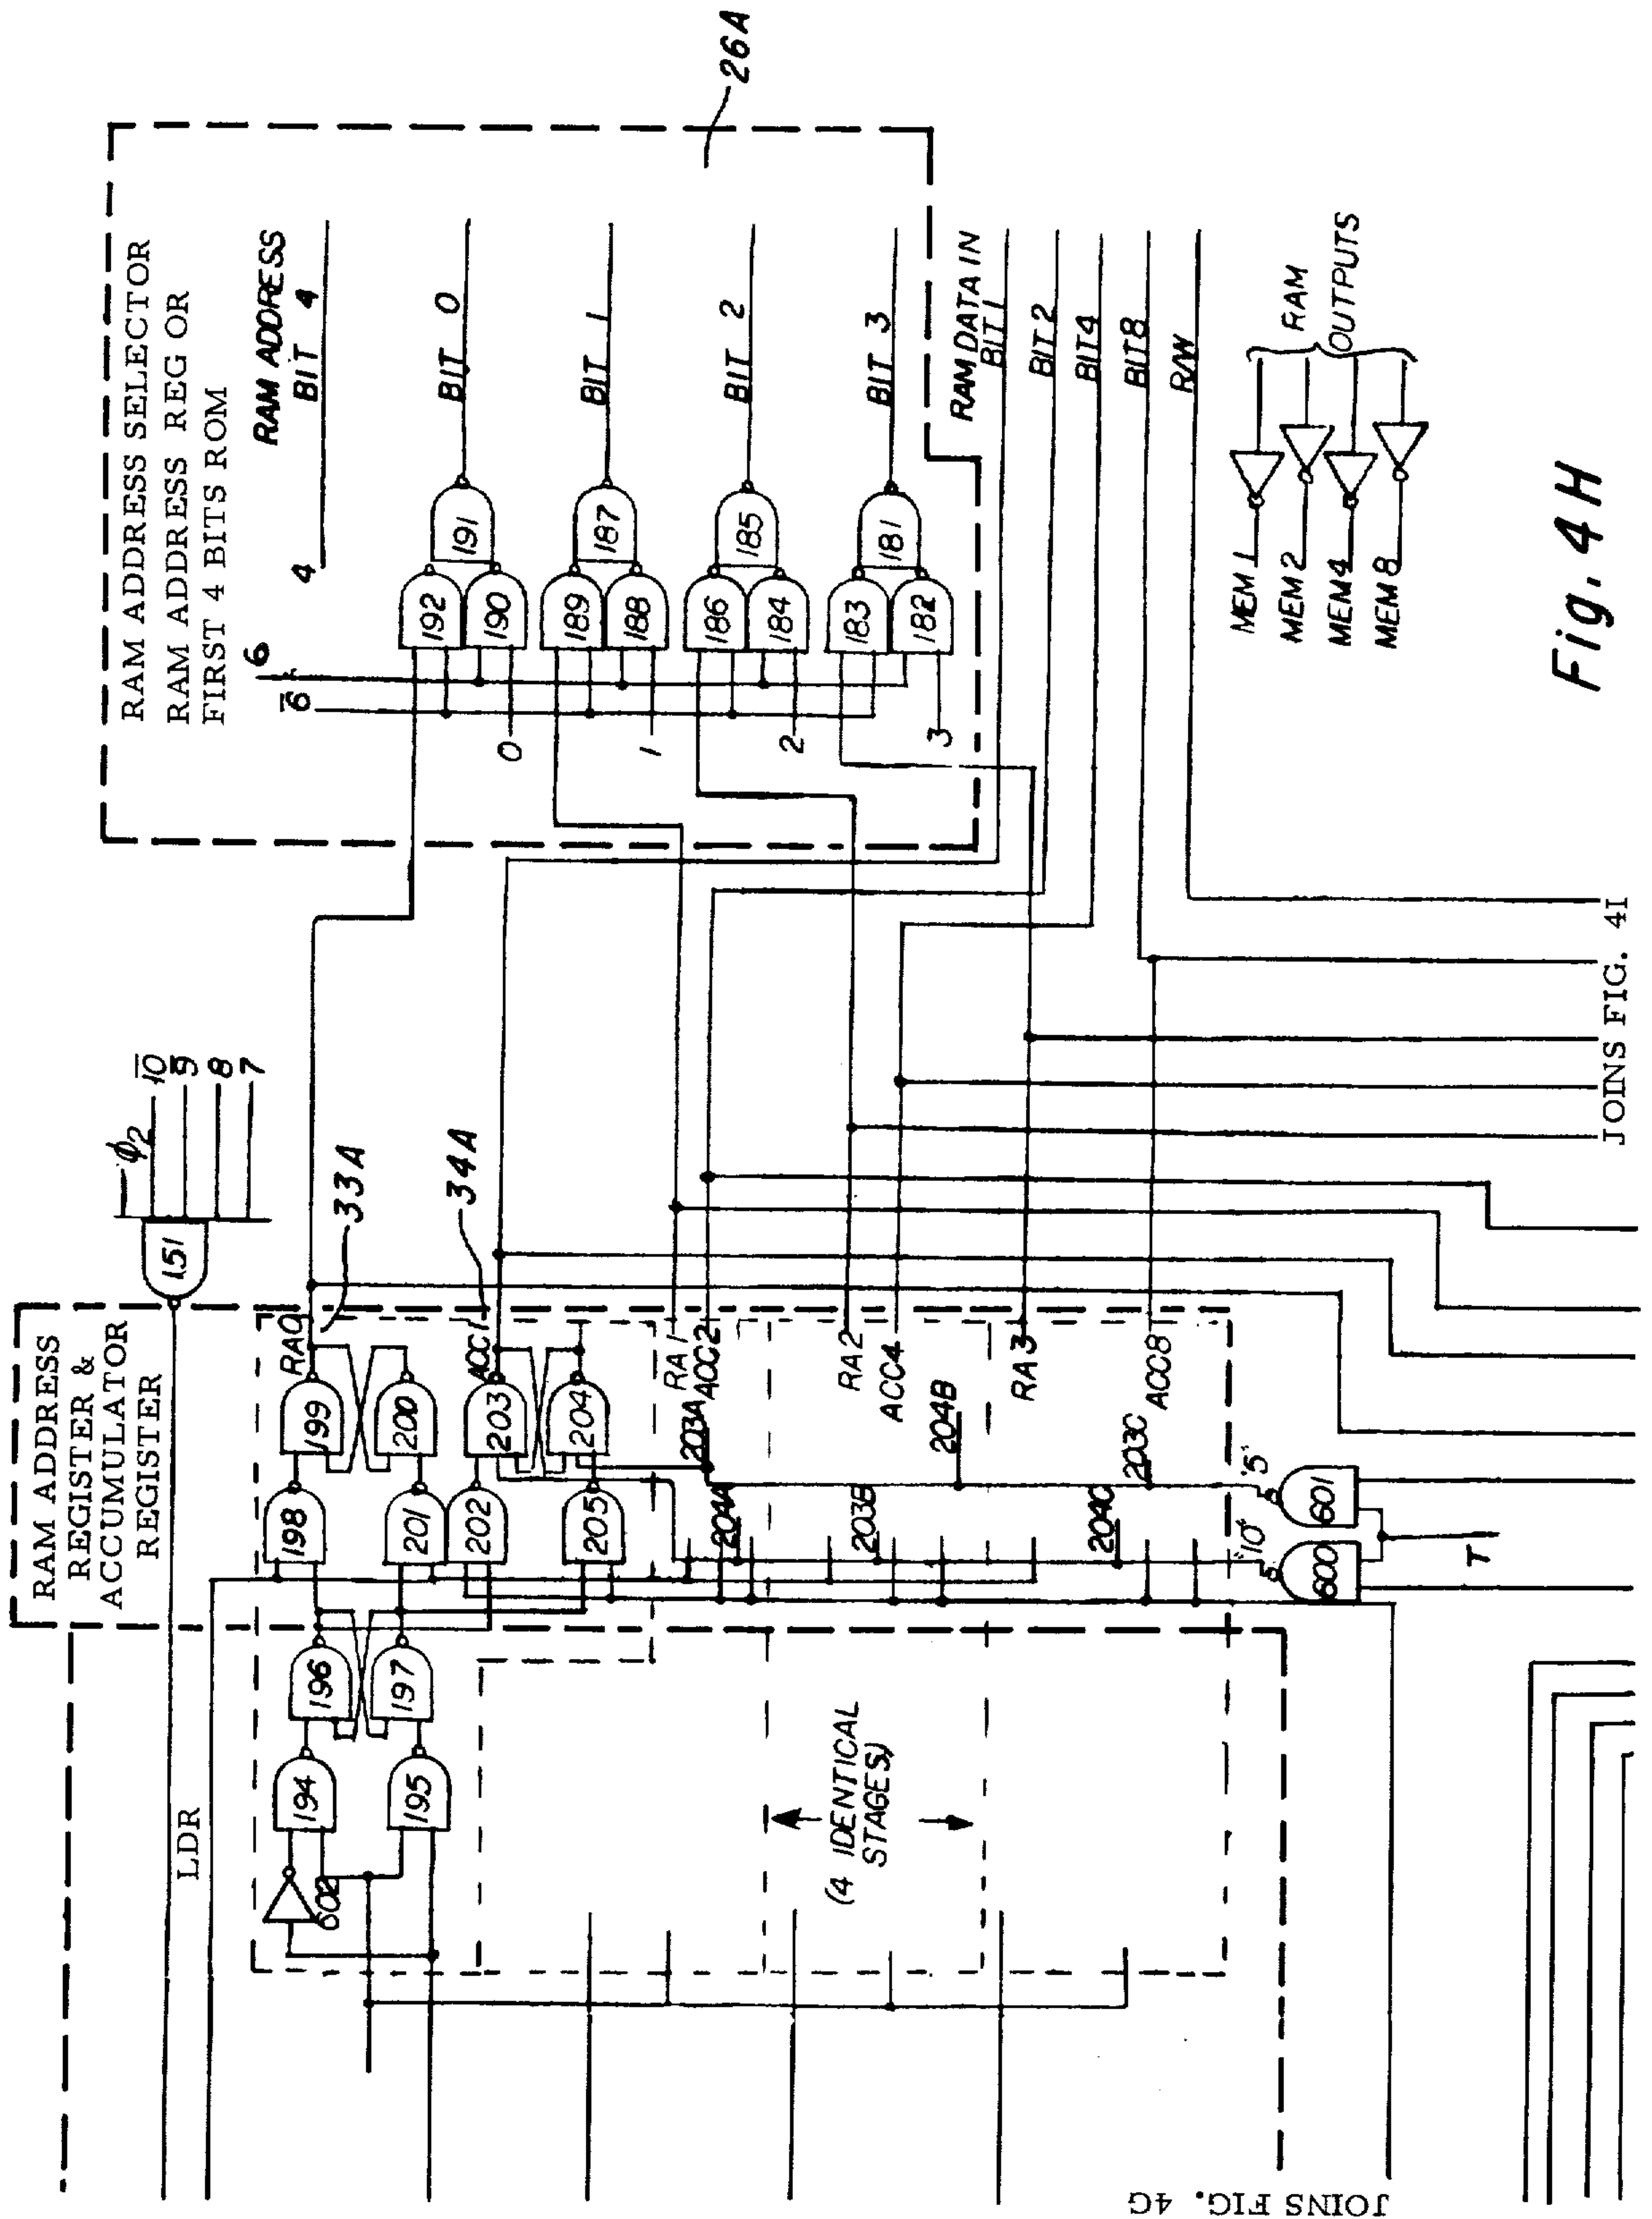 26A
RAM ADDRESS SELECTOR
RAM ADDRESS REG OR
FIRST 4 BITS ROM
RAM ADDRESS
4 BIT 4
6
6̅
0
BIT 0
1
BIT 1
2
BIT 2
3
BIT 3
192
190
191
189
188
187
186
184
185
183
182
181
RAM DATA IN
BIT 1
BIT 2
BIT 4
BIT 8
R/W
MEM 1
MEM 2
MEM 4
MEM 8
RAM
OUTPUTS
Fig. 4H
ϕ2
1̅0̅
9̅
8
7
151
RAM ADDRESS
REGISTER &
ACCUMULATOR
REGISTER
33A
34A
RA0
ACC1
RA1
ACC2
RA2
ACC4
RA3
ACC8
199
200
203
204
198
201
202
205
203A
204A
203B
204B
203C
204C
"5"
"10"
601
600
T
196
197
194
195
602
LDR
(4 IDENTICAL
STAGES)
JOINS FIG. 4I
JOINS FIG. 4G